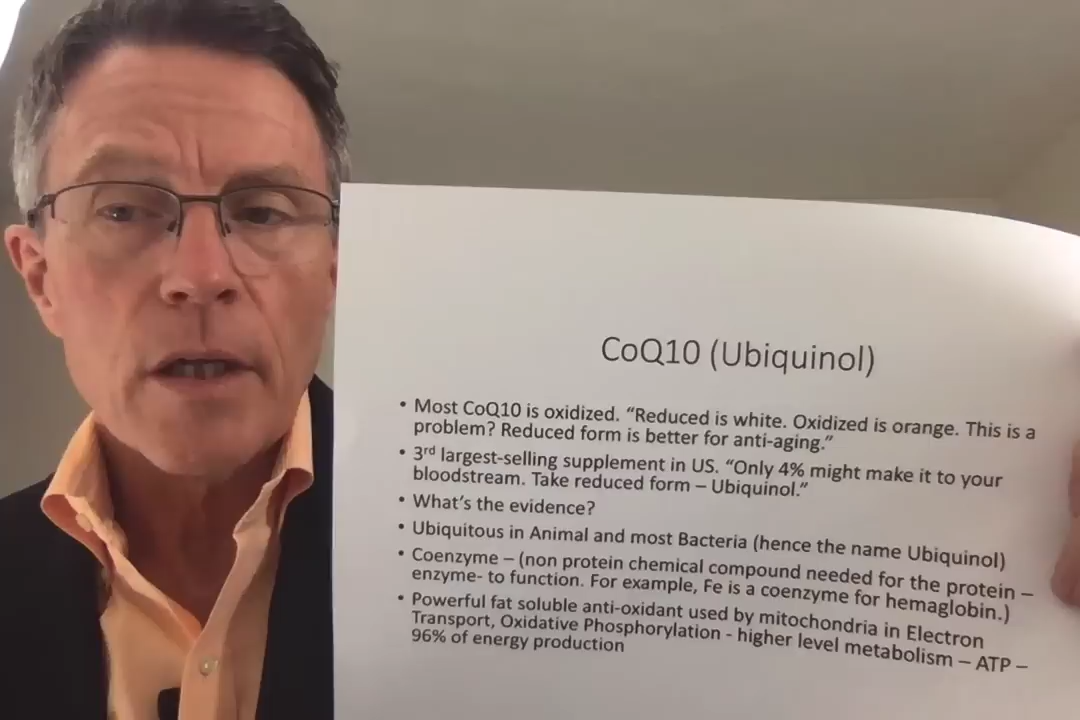 CoQ10 (Ubiquinol)
• Most CoQ10 is oxidized. “Reduced is white. Oxidized is orange. This is a
problem? Reduced form is better for anti-aging.”
• 3rd largest-selling supplement in US. “Only 4% might make it to your
bloodstream. Take reduced form – Ubiquinol.”
• What’s the evidence?
• Ubiquitous in Animal and most Bacteria (hence the name Ubiquinol)
• Coenzyme – (non protein chemical compound needed for the protein –
enzyme- to function. For example, Fe is a coenzyme for hemaglobin.)
• Powerful fat soluble anti-oxidant used by mitochondria in Electron
Transport, Oxidative Phosphorylation - higher level metabolism – ATP –
96% of energy production